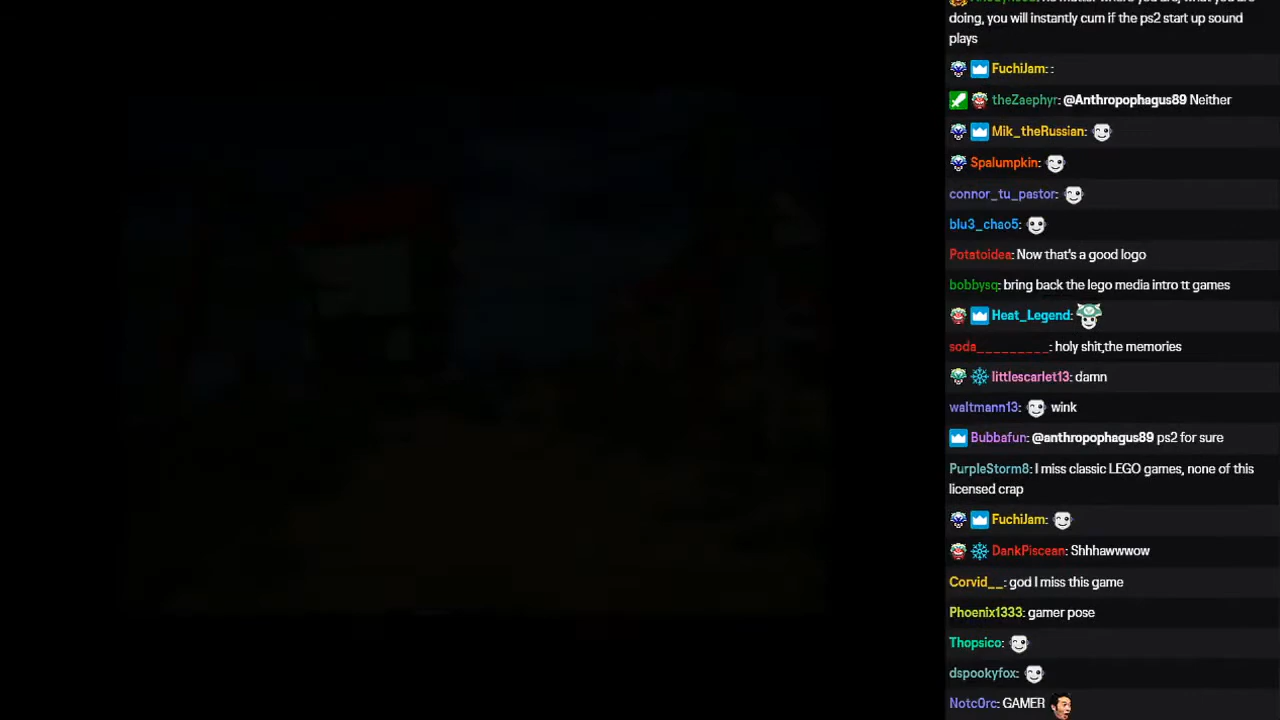 doing, you will instantly cum if the ps2 start up sound
plays
FuchiJam: :
theZaephyr: @Anthropophagus89 Neither
Mik_theRussian:
Spalumpkin:
connor_tu_pastor:
blu3_chao5:
Potatoidea: Now that's a good logo
bobbysq: bring back the lego media intro tt games
Heat_Legend:
soda_________: holy shit,the memories
littlescarlet13: damn
waltmann13: wink
Bubbafun: @anthropophagus89 ps2 for sure
PurpleStorm8: I miss classic LEGO games, none of this
licensed crap
FuchiJam:
DankPiscean: Shhhawwwow
Corvid__: god I miss this game
Phoenix1333: gamer pose
Thopsico:
dspookyfox:
Notc0rc: GAMER